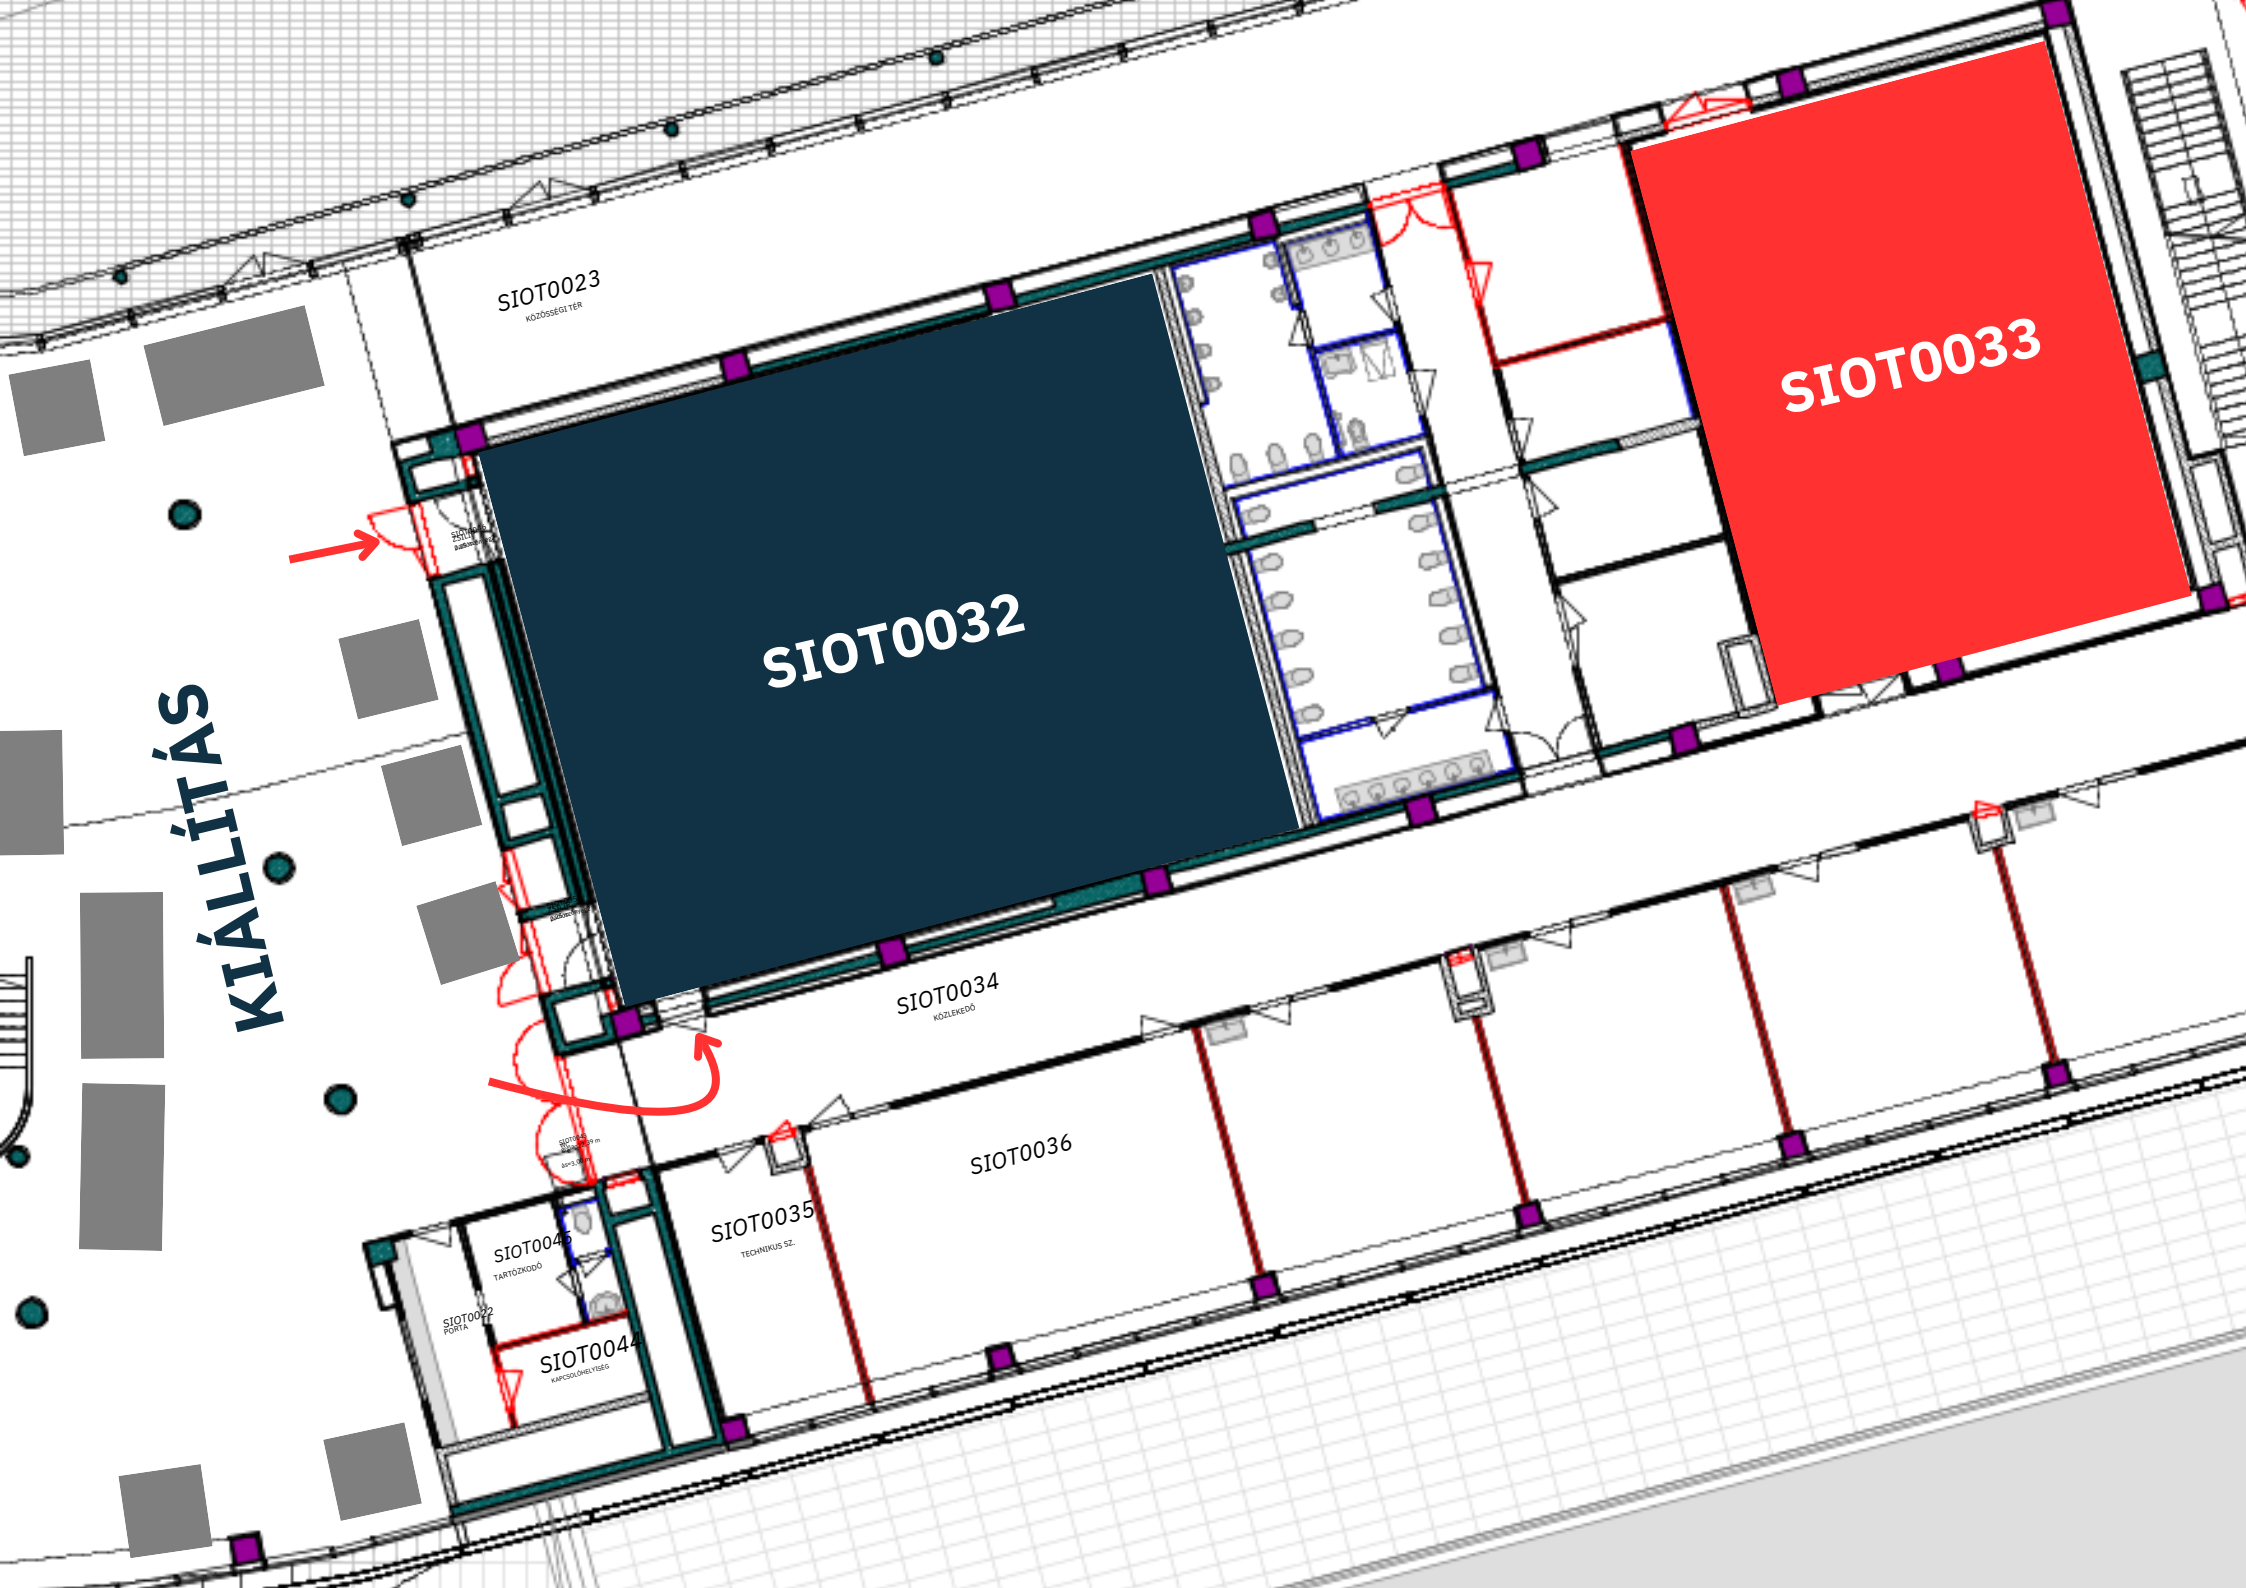 SIOT0023
KÖZÖSSÉGI TÉR
SIOT0033
SIOT0032
KIÁLLÍTÁS
SIOT0034
KÖZLEKEDŐ
SIOT0036
SIOT0035
TECHNIKUS SZ.
SIOT0045
TARTÓZKODÓ
SIOT0022
PORTA
SIOT0044
KAPCSOLÓHELYISÉG